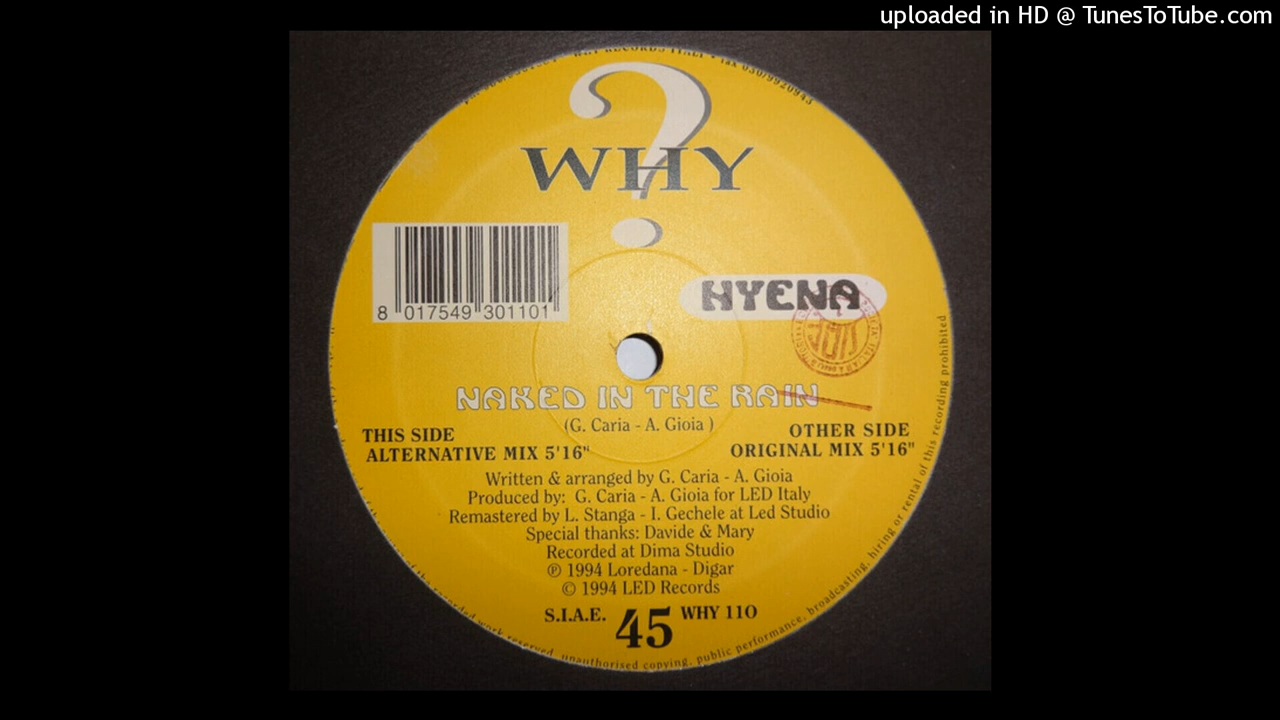 uploaded in HD @ TunesToTube.com
?
WHY
8 017549 301101
HYENA
NAKED IN THE RAIN
(G. Caria - A. Gioia )
THIS SIDE
ALTERNATIVE MIX 5'16"
OTHER SIDE
ORIGINAL MIX 5'16"
Written & arranged by G. Caria - A. Gioia
Produced by: G. Caria - A. Gioia for LED Italy
Remastered by L. Stanga - I. Gechele at Led Studio
Special thanks: Davide & Mary
Recorded at Dima Studio
℗ 1994 Loredana - Digar
© 1994 LED Records
S.I.A.E. 45 WHY 110
work reserved. unauthorised copying, public performance, broadcasting, hiring or rental of this recording prohibited